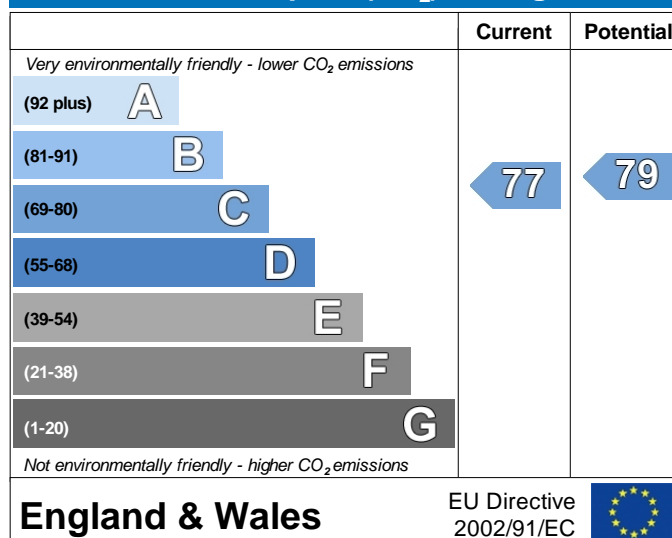 Current Potential
Very environmentally friendly - lower CO₂ emissions
(92 plus) A
(81-91) B
(69-80) C
77 79
(55-68) D
(39-54) E
(21-38) F
(1-20) G
Not environmentally friendly - higher CO₂ emissions
England & Wales
EU Directive
2002/91/EC